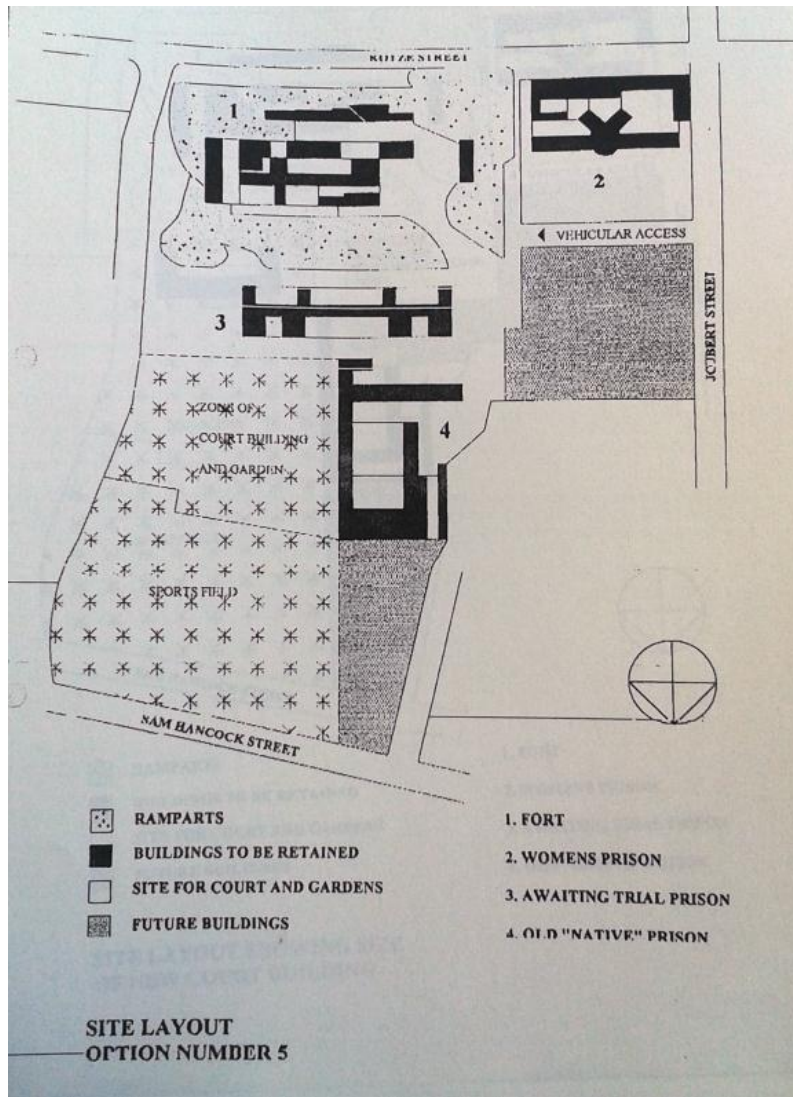 KOTZE STREET
1
2
VEHICULAR ACCESS
JOUBERT STREET
3
4
ZONE OF
COURT BUILDING
AND GARDEN
SPORTS FIELD
SAM HANCOCK STREET
RAMPARTS
BUILDINGS TO BE RETAINED
SITE FOR COURT AND GARDENS
FUTURE BUILDINGS
1. FORT
2. WOMENS PRISON
3. AWAITING TRIAL PRISON
4. OLD "NATIVE" PRISON
SITE LAYOUT
OPTION NUMBER 5